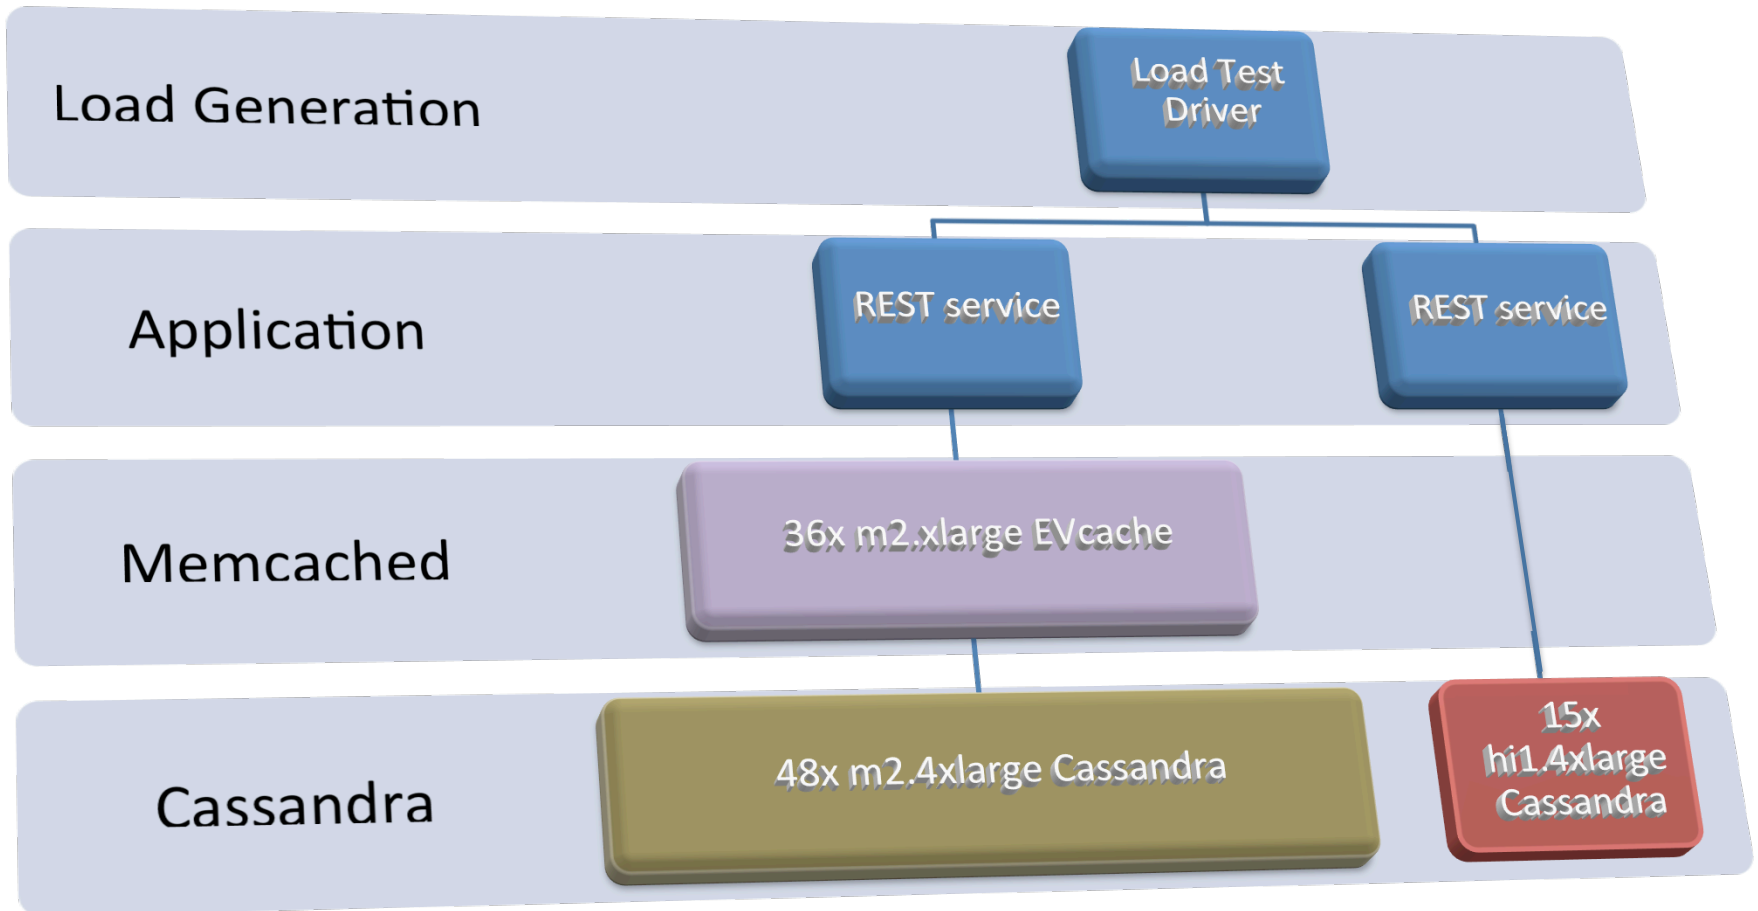 Load Generation
Load Test
Driver
Application
REST service
REST service
Memcached
36x m2.xlarge EVcache
Cassandra
48x m2.4xlarge Cassandra
15x
hi1.4xlarge
Cassandra